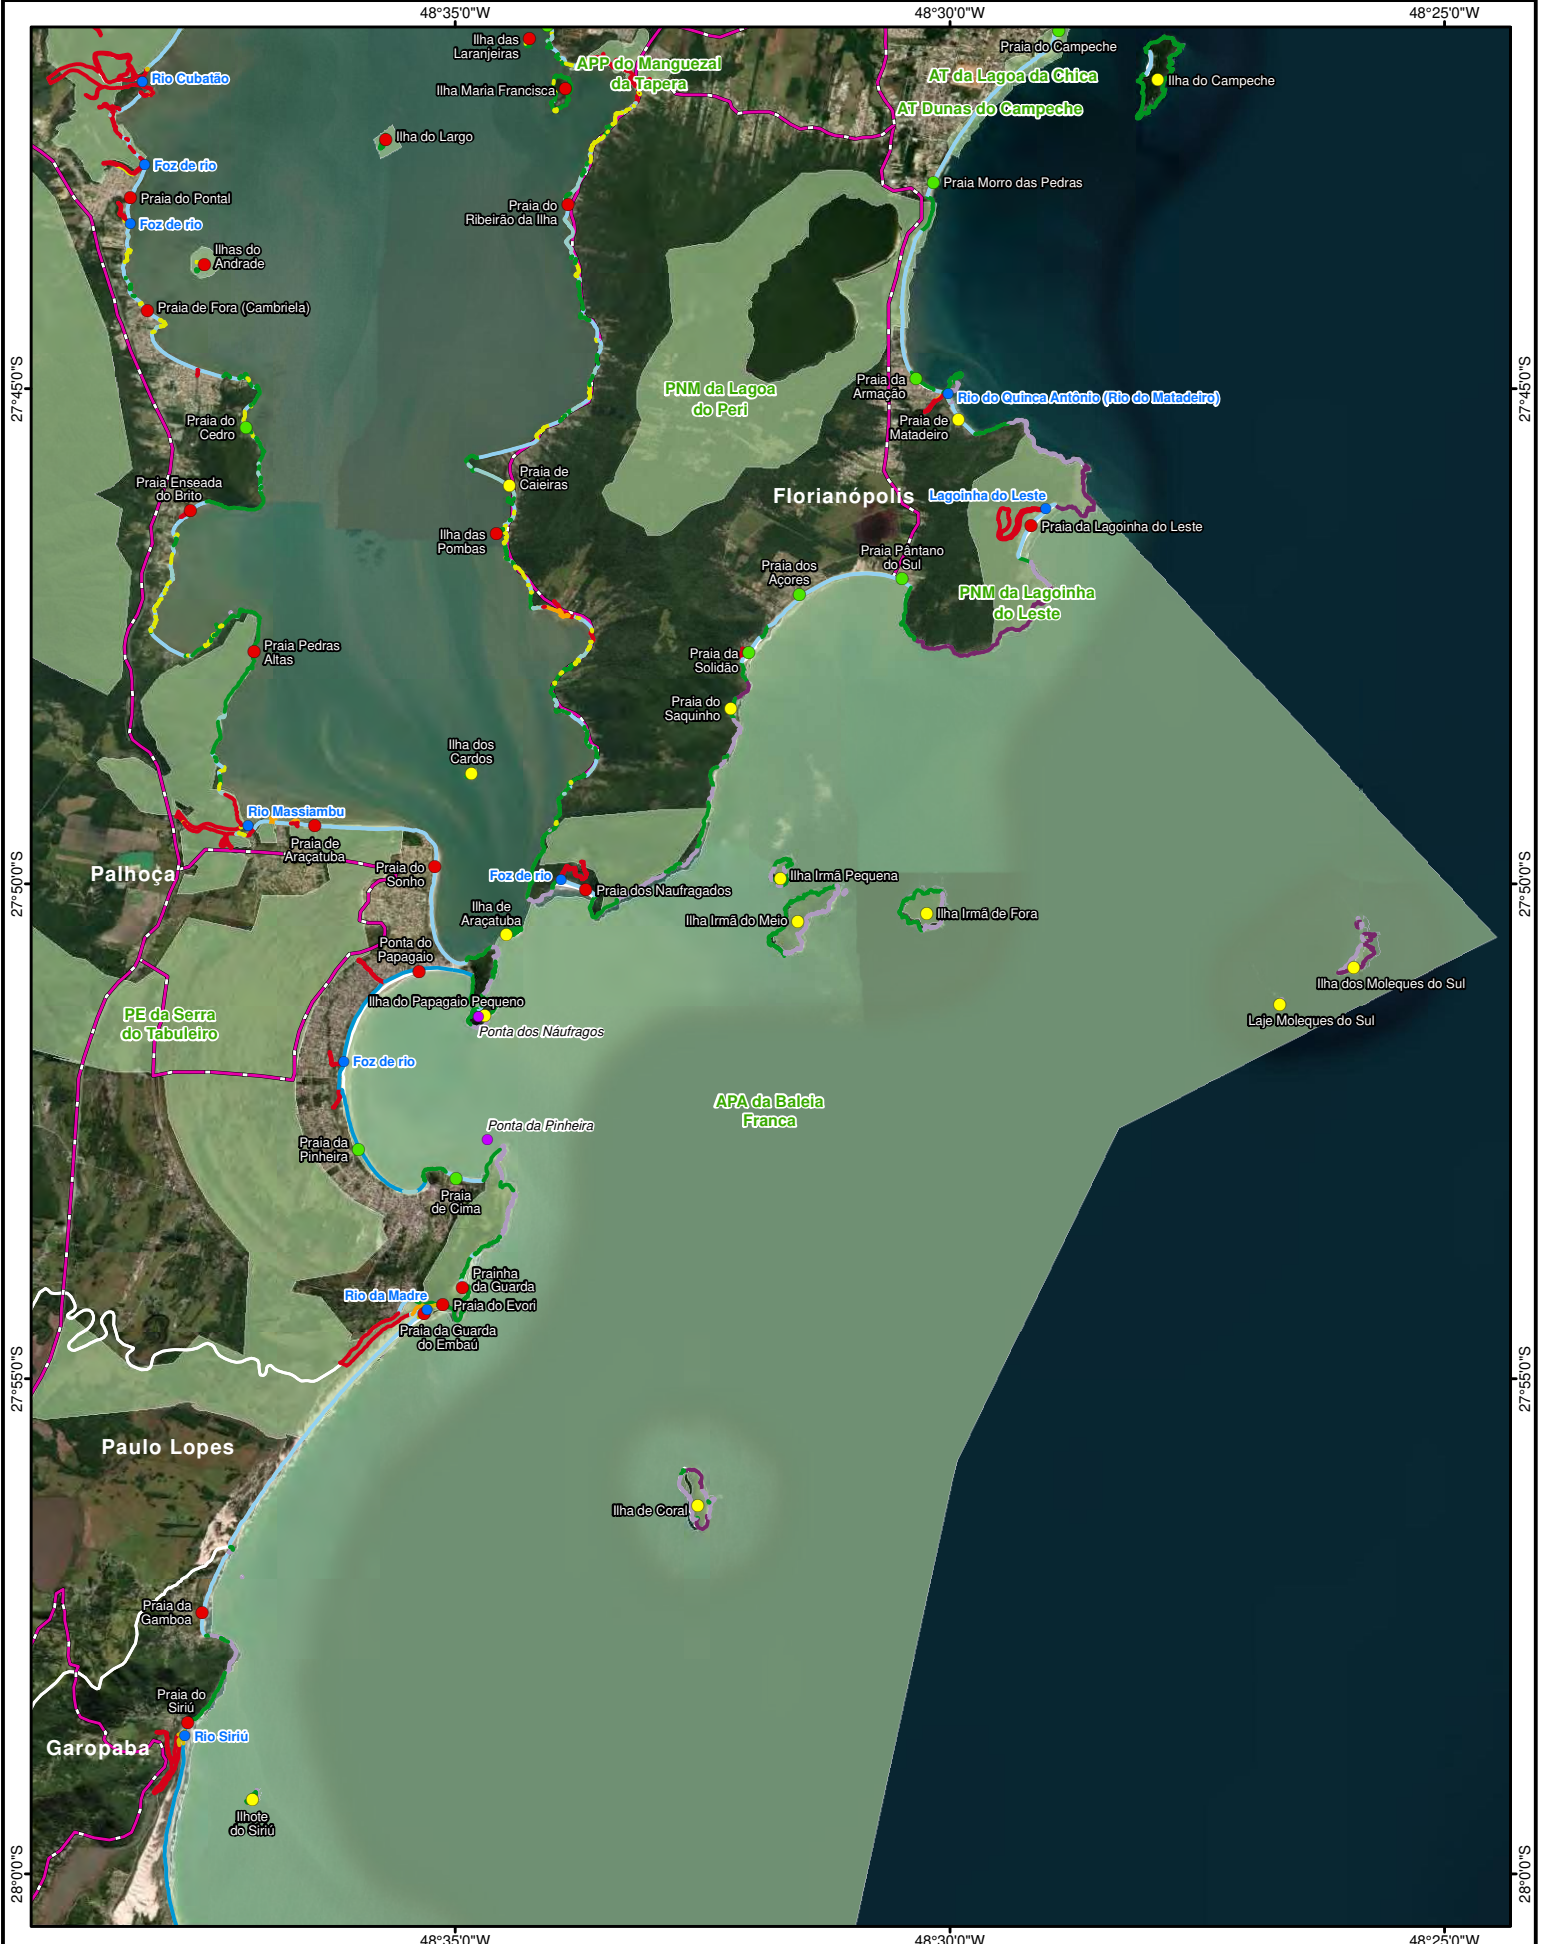 48°35'0"W
48°30'0"W
48°25'0"W
Ilha das
Laranjeiras
APP do Manguezal
da Tapera
Praia do Campeche
AT da Lagoa da Chica
Ilha do Campeche
Rio Cubatão
Ilha Maria Francisca
AT Dunas do Campeche
Ilha do Largo
Foz de rio
Praia Morro das Pedras
Praia do Pontal
Praia do
Ribeirão da Ilha
Foz de rio
Ilhas do
Andrade
Praia de Fora (Cambriela)
27°45'0"S
27°45'0"S
PNM da Lagoa
do Peri
Praia da
Armação
Rio do Quinca Antônio (Rio do Matadeiro)
Praia do
Cedro
Praia de
Matadeiro
Praia de
Caieiras
Praia Enseada
do Brito
Florianópolis
Lagoinha do Leste
Praia da Lagoinha do Leste
Ilha das
Pombas
Praia Pântano
do Sul
Praia dos
Açores
PNM da Lagoinha
do Leste
Praia Pedras
Altas
Praia da
Solidão
Praia do
Saquinho
Ilha dos
Cardos
Rio Massiambu
Praia de
Araçatuba
Palhoça
Praia do
Sonho
Foz de rio
Praia dos Naufragados
Ilha Irmã Pequena
27°50'0"S
27°50'0"S
Ilha de
Araçatuba
Ilha Irmã do Meio
Ilha Irmã de Fora
Ponta do
Papagaio
Ilha dos Moleques do Sul
Ilha do Papagaio Pequeno
Laje Moleques do Sul
PE da Serra
do Tabuleiro
Ponta dos Náufragos
Foz de rio
APA da Baleia
Franca
Ponta da Pinheira
Praia da
Pinheira
Praia
de Cima
Prainha
da Guarda
Rio da Madre
Praia do Evori
Praia da Guarda
do Embaú
27°55'0"S
27°55'0"S
Paulo Lopes
Ilha de Coral
Praia da
Gamboa
Praia do
Siriú
Rio Siriú
Garopaba
Ilhote
do Siriú
28°0'0"S
28°0'0"S
48°35'0"W
48°30'0"W
48°25'0"W